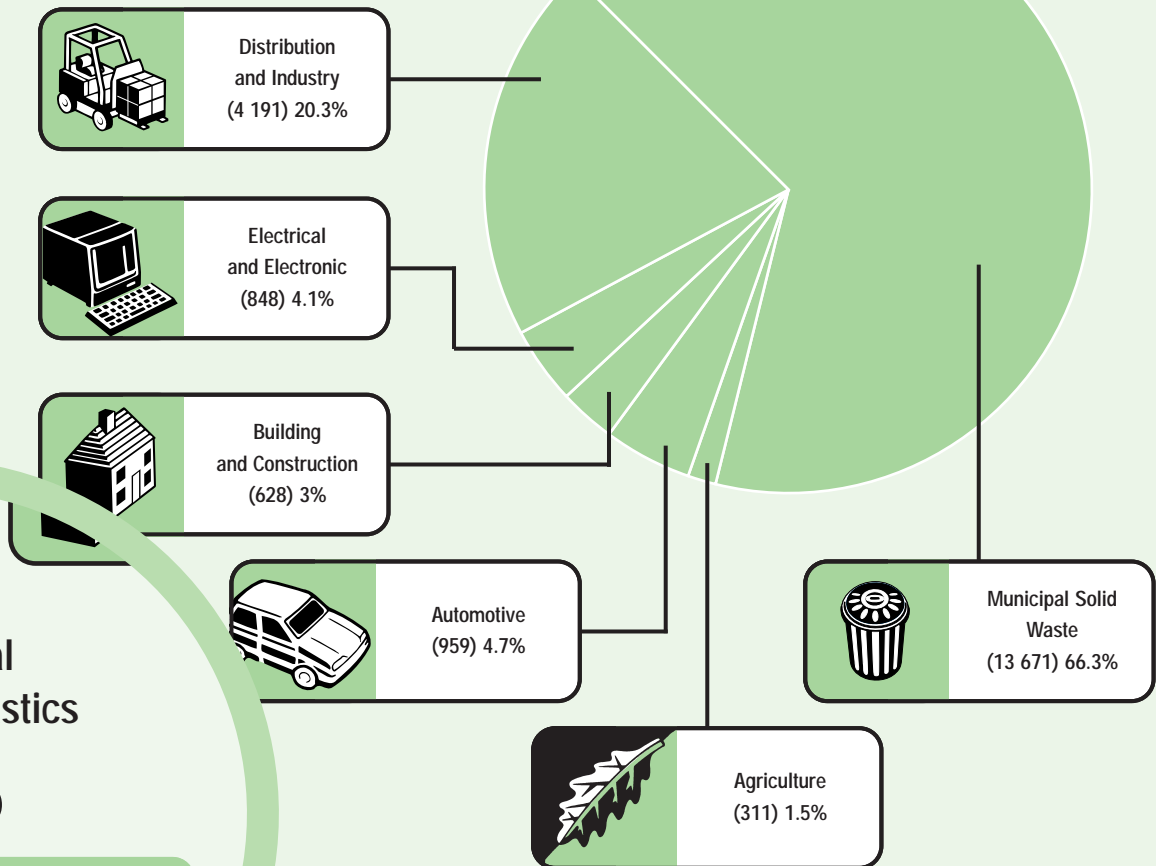 Distribution
and Industry
(4 191) 20.3%
Electrical
and Electronic
(848) 4.1%
Building
and Construction
(628) 3%
Automotive
(959) 4.7%
Municipal Solid
Waste
(13 671) 66.3%
Agriculture
(311) 1.5%